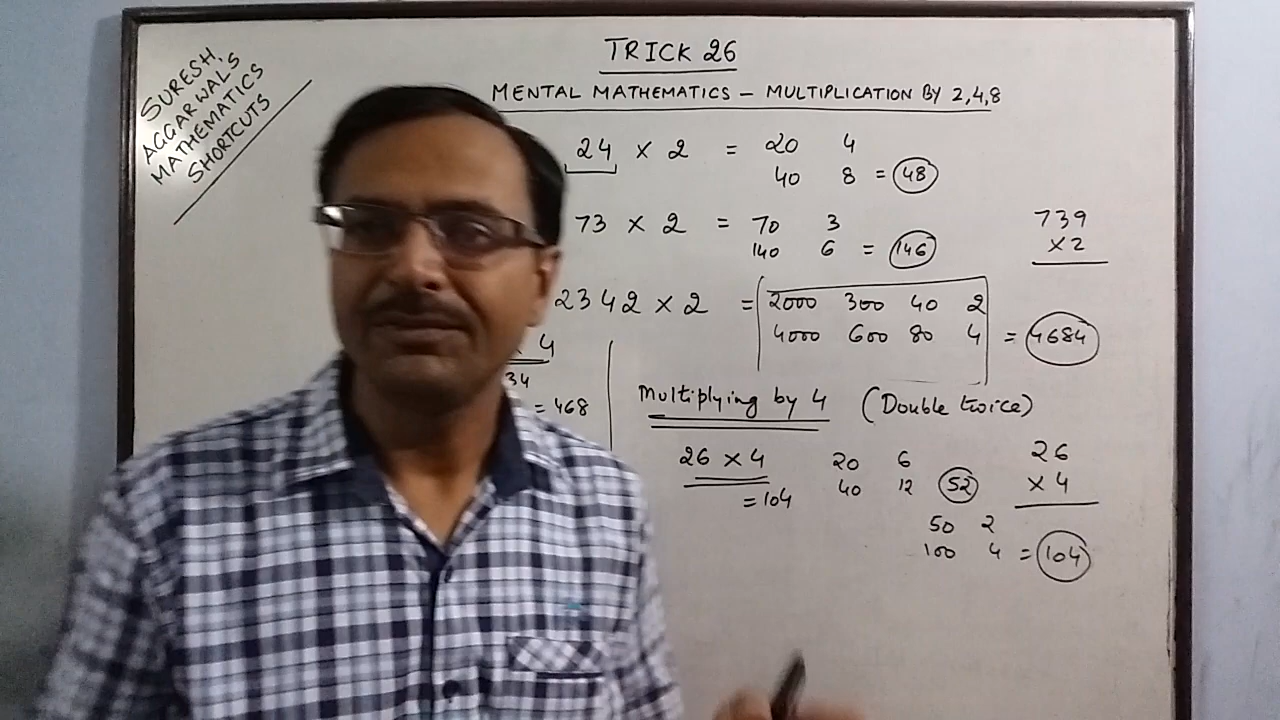 SURESH
AGGARWAL'S
MATHEMATICS
SHORTCUTS
TRICK 26
MENTAL MATHEMATICS – MULTIPLICATION BY 2,4,8
24 × 2 = 20 4
40 8 = 48
73 × 2 = 70 3
140 6 = 146
739
×2
2342 × 2 = 2000 300 40 2
4000 600 80 4 = 4684
× 4
34
= 468
Multiplying by 4 (Double twice)
26 × 4 20 6
40 12 52
= 104
50 2
100 4 = 104
26
× 4